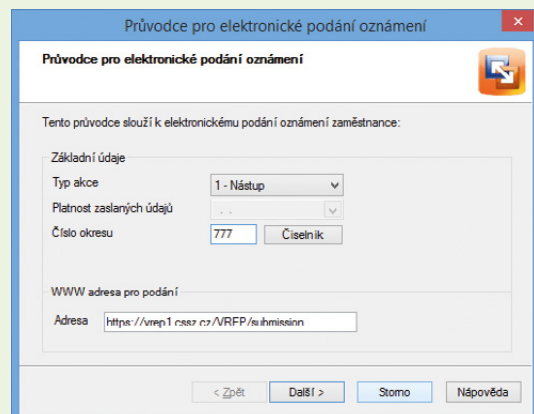 Průvodce pro elektronické podání oznámení
Průvodce pro elektronické podání oznámení
Tento průvodce slouží k elektronickému podání oznámení zaměstnance:
Základní údaje
Typ akce 1 - Nástup
Platnost zaslaných údajů . .
Číslo okresu 777 Číselník
WWW adresa pro podání
Adresa https://vrep1.cssz.cz/VREP/submission
< Zpět Další > Storno Nápověda